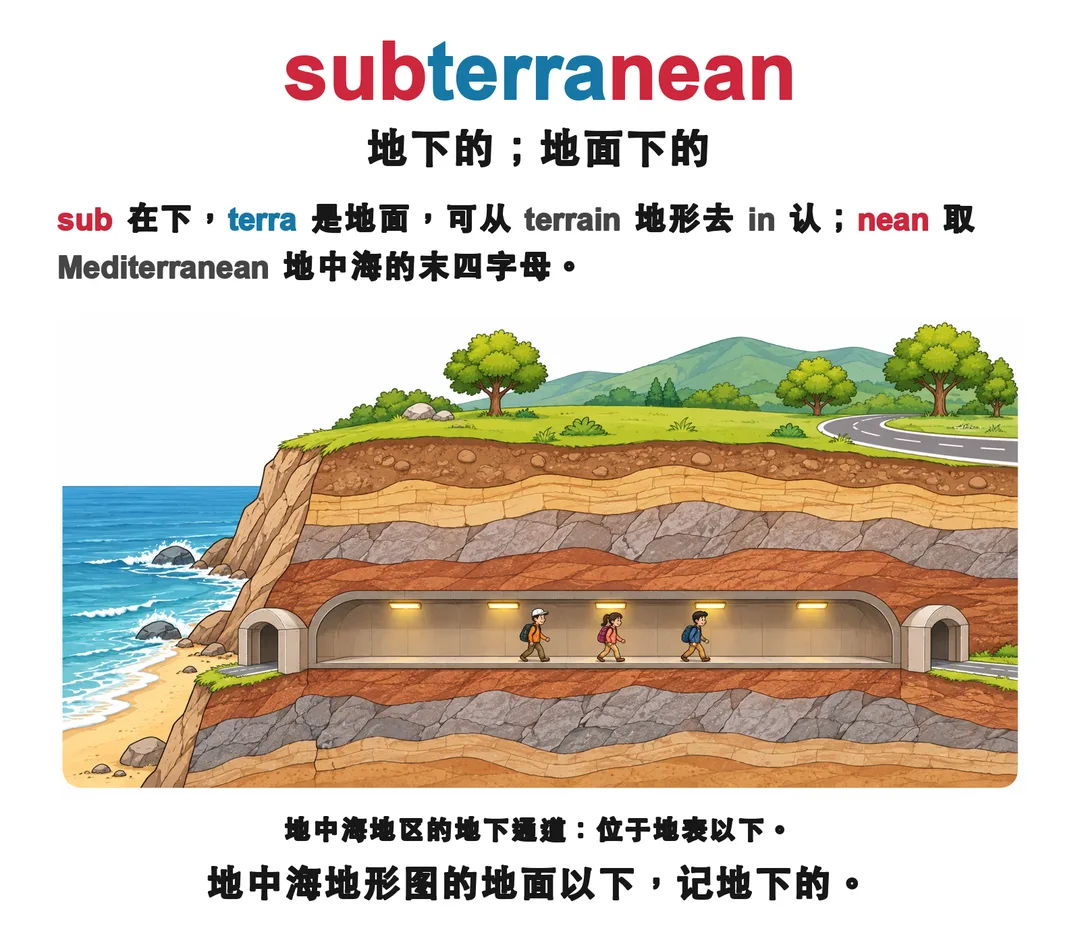 subterranean
地下的；地面下的
sub 在下，terra 是地面，可从 terrain 地形去 in 认；nean 取
Mediterranean 地中海的末四字母。
地中海地区的地下通道：位于地表以下。
地中海地形图的地面以下，记地下的。